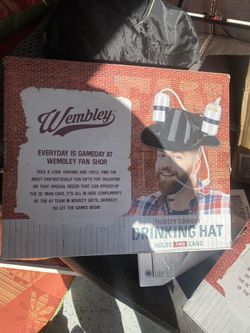 Wembley
EVERYDAY IS GAMEDAY AT
WEMBLEY FAN SHOP.
TAKE A LOOK AROUND AND YOU'LL FIND THE
MOST FANTASTICALLY FUN GIFTS FOR TAILGATING
OR THAT SPECIAL DECOR THAT CAN SPRUCE UP
THE OL' MAN CAVE. IT'S ALL IN HERE COMPLIMENTS
OF THE #1 TEAM IN NOVELTY GIFTS, WEMBLEY.
SO LET THE GAMES BEGIN!
THIRSTY COWBOY
DRINKING HAT
HOLDS TWO CANS